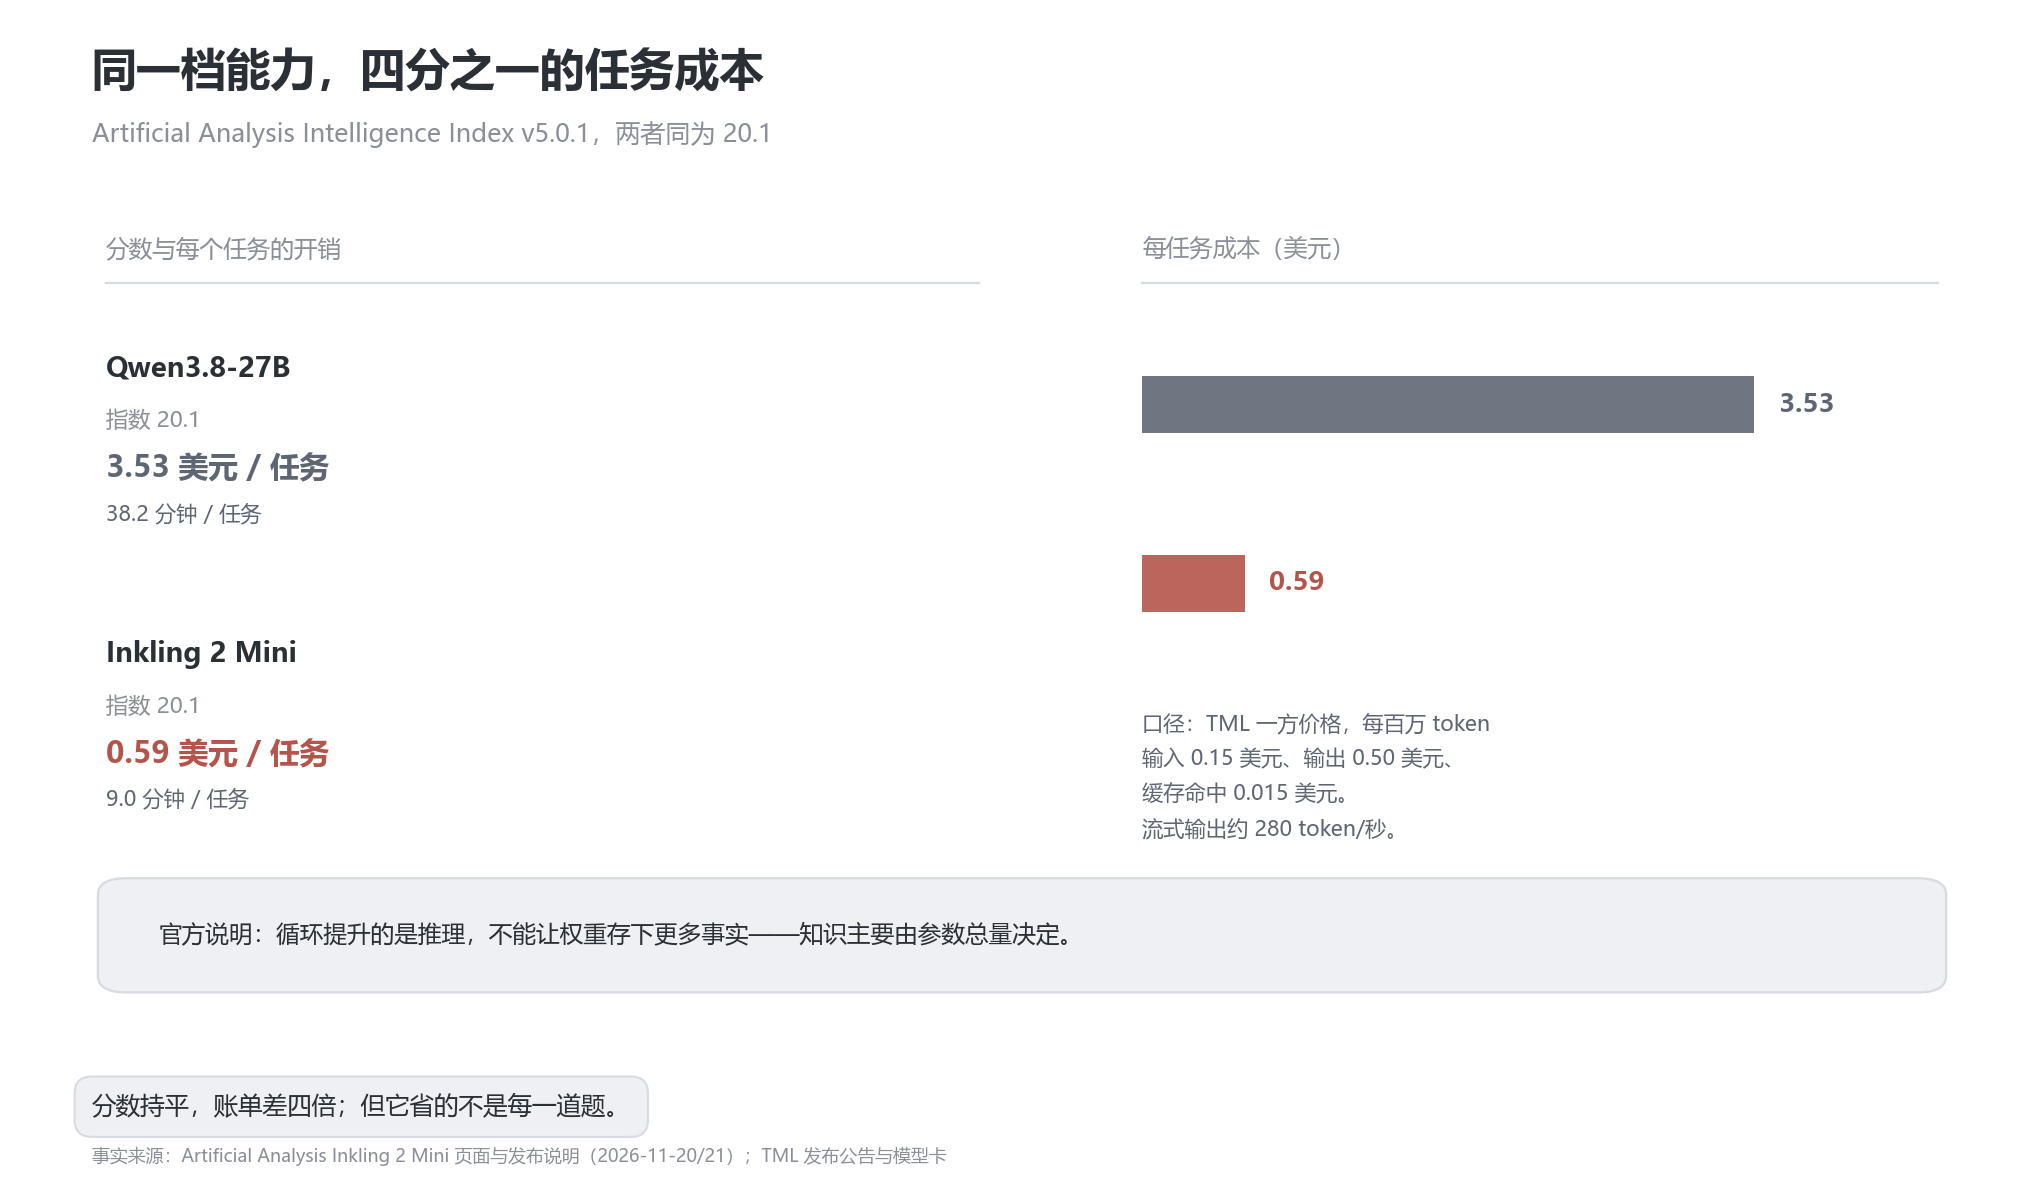 同一档能力，四分之一的任务成本
Artificial Analysis Intelligence Index v5.0.1，两者同为 20.1
分数与每个任务的开销
Qwen3.8-27B
指数 20.1
3.53 美元 / 任务
38.2 分钟 / 任务
Inkling 2 Mini
指数 20.1
0.59 美元 / 任务
9.0 分钟 / 任务
每任务成本（美元）
3.53
0.59
口径：TML 一方价格，每百万 token
输入 0.15 美元、输出 0.50 美元、
缓存命中 0.015 美元。
流式输出约 280 token/秒。
官方说明：循环提升的是推理，不能让权重存下更多事实——知识主要由参数总量决定。
分数持平，账单差四倍；但它省的不是每一道题。
事实来源：Artificial Analysis Inkling 2 Mini 页面与发布说明（2026-11-20/21）；TML 发布公告与模型卡